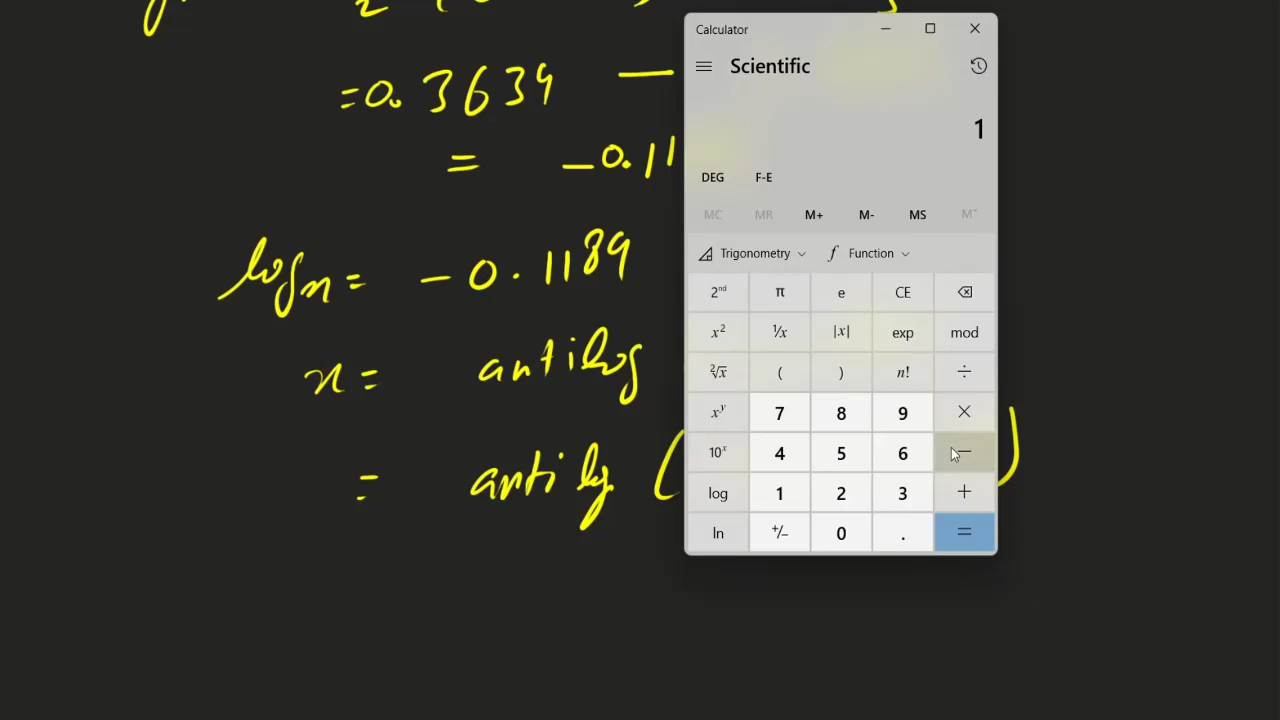 = 0.3634 —
= -0.11
log x = -0.1189
x = antilog
= antilog ( )
Calculator
Scientific
1
DEG F-E
MC MR M+ M- MS M˅
Trigonometry f Function
2nd π e CE
x² ¹/x |x| exp mod
²√x ( ) n! ÷
xʸ 7 8 9 ×
10ˣ 4 5 6 −
log 1 2 3 +
ln +/− 0 . =